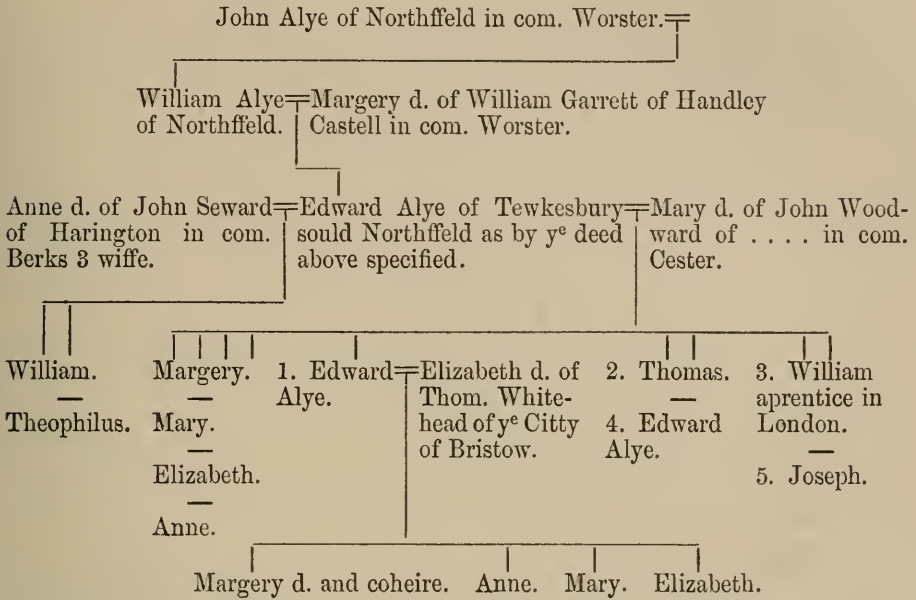 John Alye of Northffeld in com. Worster.
William Alye
of Northffeld.
Margery d. of William Garrett of Handley
Castell in com. Worster.
Anne d. of John Seward
of Harington in com.
Berks 3 wiffe.
Edward Alye of Tewkesbury
sould Northffeld as by yᵉ deed
above specified.
Mary d. of John Wood-
ward of . . . . in com.
Cester.
William.
—
Theophilus.
Margery.
—
Mary.
—
Elizabeth.
—
Anne.
1. Edward
Alye.
Elizabeth d. of
Thom. White-
head of yᵉ Citty
of Bristow.
2. Thomas.
—
4. Edward
Alye.
3. William
aprentice in
London.
—
5. Joseph.
Margery d. and coheire. Anne. Mary. Elizabeth.